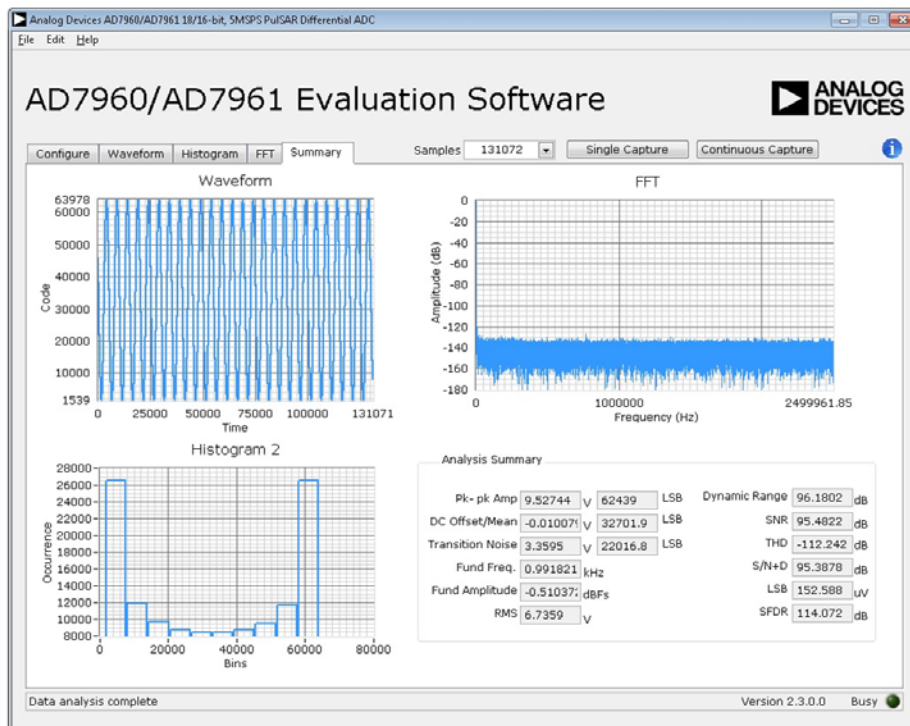 Analog Devices AD7960/AD7961 18/16-bit, 5MSPS PulSAR Differential ADC
File Edit Help
AD7960/AD7961 Evaluation Software
ANALOG
DEVICES
Configure Waveform Histogram FFT Summary
Samples 131072 Single Capture Continuous Capture
Waveform
63978
60000
50000
40000
30000
20000
10000
1539
Code
0 25000 50000 75000 100000 131071
Time
FFT
0
-20
-40
-60
-80
-100
-120
-140
-160
-180
Amplitude (dB)
0 1000000 2499961.85
Frequency (Hz)
Histogram 2
28000
26000
24000
22000
20000
18000
16000
14000
12000
10000
8000
Occurrence
0 20000 40000 60000 80000
Bins
Analysis Summary
Pk- pk Amp 9.52744 V 62439 LSB
DC Offset/Mean -0.010079 V 32701.9 LSB
Transition Noise 3.3595 V 22016.8 LSB
Fund Freq. 0.991821 kHz
Fund Amplitude -0.51037 dBFs
RMS 6.7359 V
Dynamic Range 96.1802 dB
SNR 95.4822 dB
THD -112.242 dB
S/N+D 95.3878 dB
LSB 152.588 uV
SFDR 114.072 dB
Data analysis complete
Version 2.3.0.0 Busy